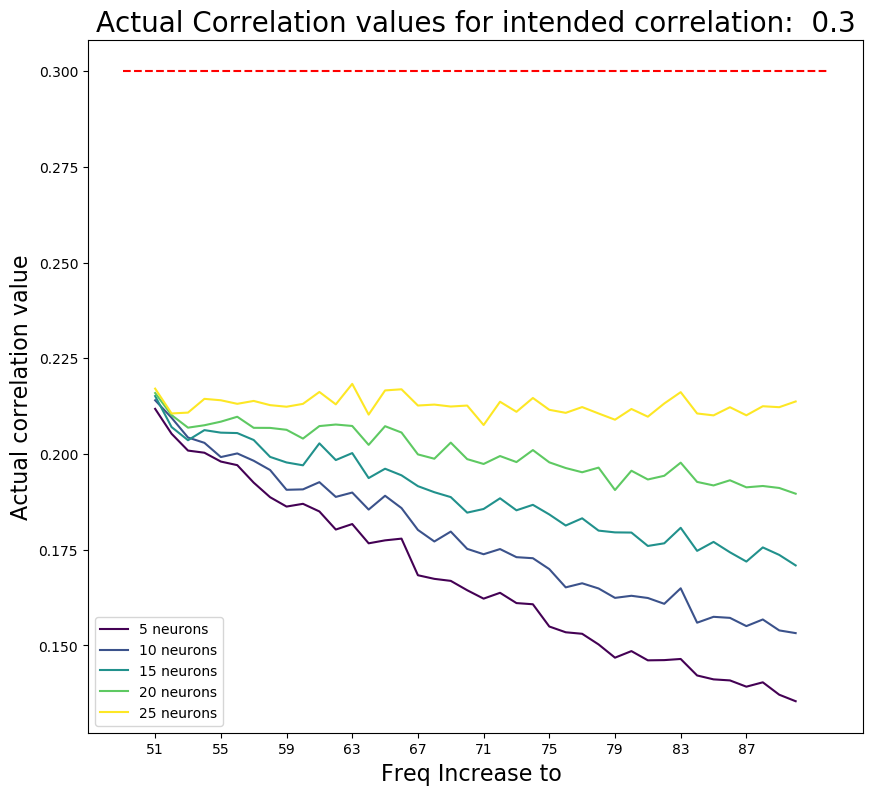 Actual Correlation values for intended correlation:  0.3
Actual correlation value
0.300
0.275
0.250
0.225
0.200
0.175
0.150
5 neurons
10 neurons
15 neurons
20 neurons
25 neurons
51 55 59 63 67 71 75 79 83 87
Freq Increase to